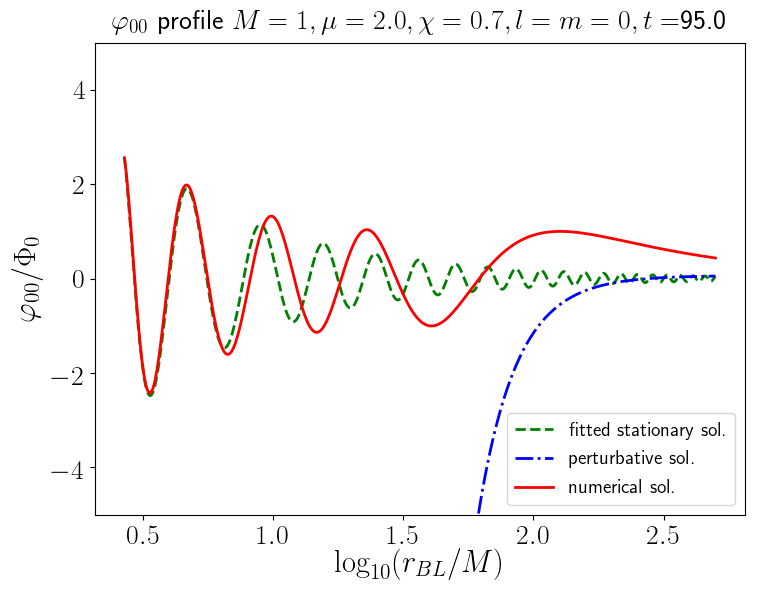 φ₀₀ profile M = 1, μ = 2.0, χ = 0.7, l = m = 0, t =95.0
φ₀₀/Φ₀
4
2
0
−2
−4
fitted stationary sol.
perturbative sol.
numerical sol.
0.5 1.0 1.5 2.0 2.5
log₁₀(r_BL/M)